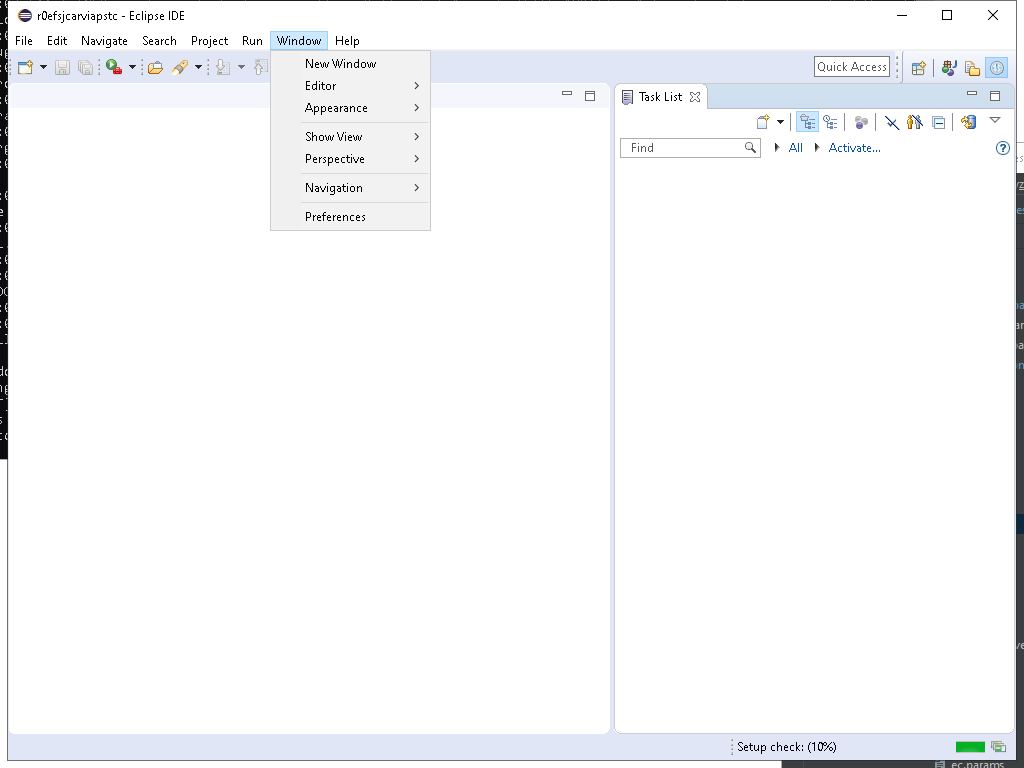 r0efsjcarviapstc - Eclipse IDE
File Edit Navigate Search Project Run Window Help
New Window
Editor
Appearance
Show View
Perspective
Navigation
Preferences
Quick Access
Task List
Find All Activate...
Setup check: (10%)
ec.params